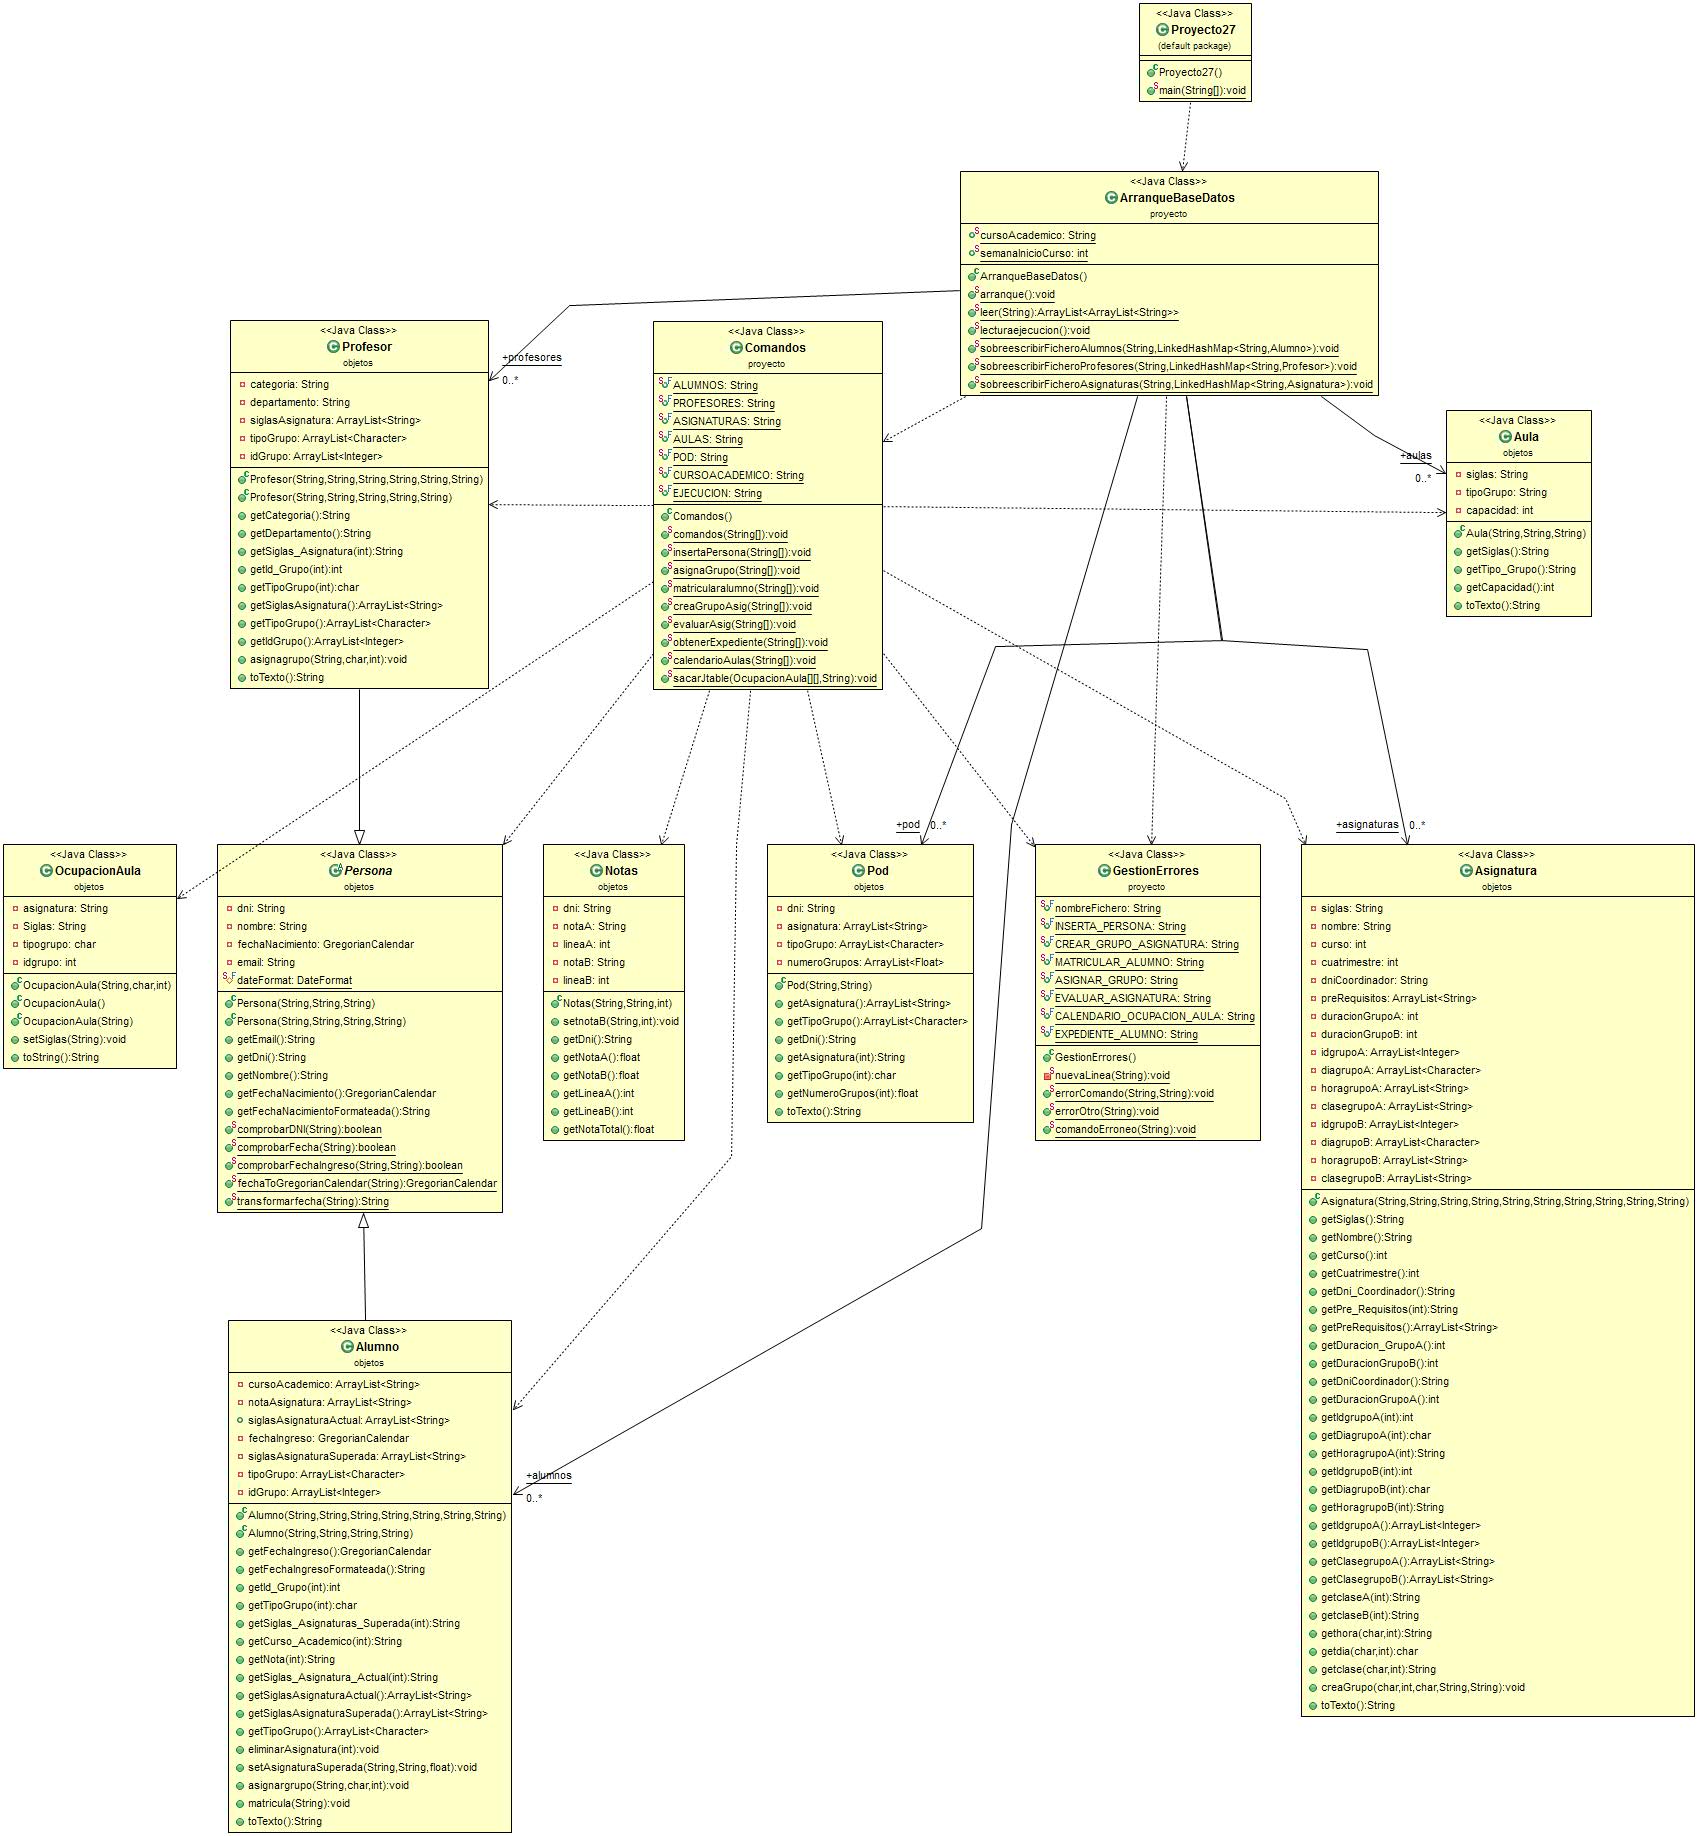 <<Java Class>>
Proyecto27
(default package)
Proyecto27()
main(String[]):void
<<Java Class>>
ArranqueBaseDatos
proyecto
cursoAcademico: String
semanaInicioCurso: int
ArranqueBaseDatos()
arranque():void
leer(String):ArrayList<ArrayList<String>>
lecturaejecucion():void
sobreescribirFicheroAlumnos(String,LinkedHashMap<String,Alumno>):void
sobreescribirFicheroProfesores(String,LinkedHashMap<String,Profesor>):void
sobreescribirFicheroAsignaturas(String,LinkedHashMap<String,Asignatura>):void
<<Java Class>>
Profesor
objetos
categoria: String
departamento: String
siglasAsignatura: ArrayList<String>
tipoGrupo: ArrayList<Character>
idGrupo: ArrayList<Integer>
Profesor(String,String,String,String,String,String)
Profesor(String,String,String,String,String)
getCategoria():String
getDepartamento():String
getSiglas_Asignatura(int):String
getId_Grupo(int):int
getTipoGrupo(int):char
getSiglasAsignatura():ArrayList<String>
getTipoGrupo():ArrayList<Character>
getIdGrupo():ArrayList<Integer>
asignagrupo(String,char,int):void
toTexto():String
+profesores
0..*
<<Java Class>>
Comandos
proyecto
ALUMNOS: String
PROFESORES: String
ASIGNATURAS: String
AULAS: String
POD: String
CURSOACADEMICO: String
EJECUCION: String
Comandos()
comandos(String[]):void
insertaPersona(String[]):void
asignaGrupo(String[]):void
matricularalumno(String[]):void
creaGrupoAsig(String[]):void
evaluarAsig(String[]):void
obtenerExpediente(String[]):void
calendarioAulas(String[]):void
sacarJtable(OcupacionAula[][],String):void
+aulas
0..*
<<Java Class>>
Aula
objetos
siglas: String
tipoGrupo: String
capacidad: int
Aula(String,String,String)
getSiglas():String
getTipo_Grupo():String
getCapacidad():int
toTexto():String
<<Java Class>>
OcupacionAula
objetos
asignatura: String
Siglas: String
tipogrupo: char
idgrupo: int
OcupacionAula(String,char,int)
OcupacionAula()
OcupacionAula(String)
setSiglas(String):void
toString():String
<<Java Class>>
Persona
objetos
dni: String
nombre: String
fechaNacimiento: GregorianCalendar
email: String
dateFormat: DateFormat
Persona(String,String,String)
Persona(String,String,String,String)
getEmail():String
getDni():String
getNombre():String
getFechaNacimiento():GregorianCalendar
getFechaNacimientoFormateada():String
comprobarDNI(String):boolean
comprobarFecha(String):boolean
comprobarFechaIngreso(String,String):boolean
fechaToGregorianCalendar(String):GregorianCalendar
transformarfecha(String):String
<<Java Class>>
Notas
objetos
dni: String
notaA: String
lineaA: int
notaB: String
lineaB: int
Notas(String,String,int)
setnotaB(String,int):void
getDni():String
getNotaA():float
getNotaB():float
getLineaA():int
getLineaB():int
getNotaTotal():float
+pod
0..*
<<Java Class>>
Pod
objetos
dni: String
asignatura: ArrayList<String>
tipoGrupo: ArrayList<Character>
numeroGrupos: ArrayList<Float>
Pod(String,String)
getAsignatura():ArrayList<String>
getTipoGrupo():ArrayList<Character>
getDni():String
getAsignatura(int):String
getTipoGrupo(int):char
getNumeroGrupos(int):float
toTexto():String
<<Java Class>>
GestionErrores
proyecto
nombreFichero: String
INSERTA_PERSONA: String
CREAR_GRUPO_ASIGNATURA: String
MATRICULAR_ALUMNO: String
ASIGNAR_GRUPO: String
EVALUAR_ASIGNATURA: String
CALENDARIO_OCUPACION_AULA: String
EXPEDIENTE_ALUMNO: String
GestionErrores()
nuevaLinea(String):void
errorComando(String,String):void
errorOtro(String):void
comandoErroneo(String):void
+asignaturas
0..*
<<Java Class>>
Asignatura
objetos
siglas: String
nombre: String
curso: int
cuatrimestre: int
dniCoordinador: String
preRequisitos: ArrayList<String>
duracionGrupoA: int
duracionGrupoB: int
idgrupoA: ArrayList<Integer>
diagrupoA: ArrayList<Character>
horagrupoA: ArrayList<String>
clasegrupoA: ArrayList<String>
idgrupoB: ArrayList<Integer>
diagrupoB: ArrayList<Character>
horagrupoB: ArrayList<String>
clasegrupoB: ArrayList<String>
Asignatura(String,String,String,String,String,String,String,String,String,String)
getSiglas():String
getNombre():String
getCurso():int
getCuatrimestre():int
getDni_Coordinador():String
getPre_Requisitos(int):String
getPreRequisitos():ArrayList<String>
getDuracion_GrupoA():int
getDuracionGrupoB():int
getDniCoordinador():String
getDuracionGrupoA():int
getIdgrupoA(int):int
getDiagrupoA(int):char
getHoragrupoA(int):String
getIdgrupoB(int):int
getDiagrupoB(int):char
getHoragrupoB(int):String
getIdgrupoA():ArrayList<Integer>
getIdgrupoB():ArrayList<Integer>
getClasegrupoA():ArrayList<String>
getClasegrupoB():ArrayList<String>
getclaseA(int):String
getclaseB(int):String
gethora(char,int):String
getdia(char,int):char
getclase(char,int):String
creaGrupo(char,int,char,String,String):void
toTexto():String
<<Java Class>>
Alumno
objetos
cursoAcademico: ArrayList<String>
notaAsignatura: ArrayList<String>
siglasAsignaturaActual: ArrayList<String>
fechaIngreso: GregorianCalendar
siglasAsignaturaSuperada: ArrayList<String>
tipoGrupo: ArrayList<Character>
idGrupo: ArrayList<Integer>
Alumno(String,String,String,String,String,String,String)
Alumno(String,String,String,String)
getFechaIngreso():GregorianCalendar
getFechaIngresoFormateada():String
getId_Grupo(int):int
getTipoGrupo(int):char
getSiglas_Asignaturas_Superada(int):String
getCurso_Academico(int):String
getNota(int):String
getSiglas_Asignatura_Actual(int):String
getSiglasAsignaturaActual():ArrayList<String>
getSiglasAsignaturaSuperada():ArrayList<String>
getTipoGrupo():ArrayList<Character>
eliminarAsignatura(int):void
setAsignaturaSuperada(String,String,float):void
asignargrupo(String,char,int):void
matricula(String):void
toTexto():String
+alumnos
0..*